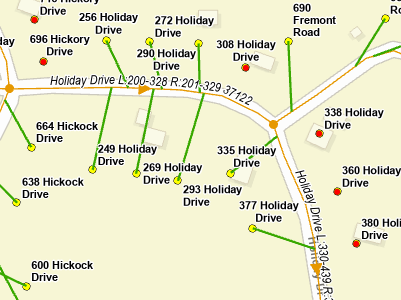 Hickory
Drive
256 Holiday
Drive
272 Holiday
Drive
690
Fremont
Road
696 Hickory
Drive
290 Holiday
Drive
308 Holiday
Drive
Holiday Drive L:200-328 R:201-329 37122
664 Hickock
Drive
338 Holiday
Drive
249 Holiday
Drive
335 Holiday
Drive
638 Hickock
Drive
269 Holiday
Drive
293 Holiday
Drive
360 Holiday
Drive
377 Holiday
Drive
Holiday Drive L:330-439,R:3
380 Holiday
Drive
600 Hickock
Drive